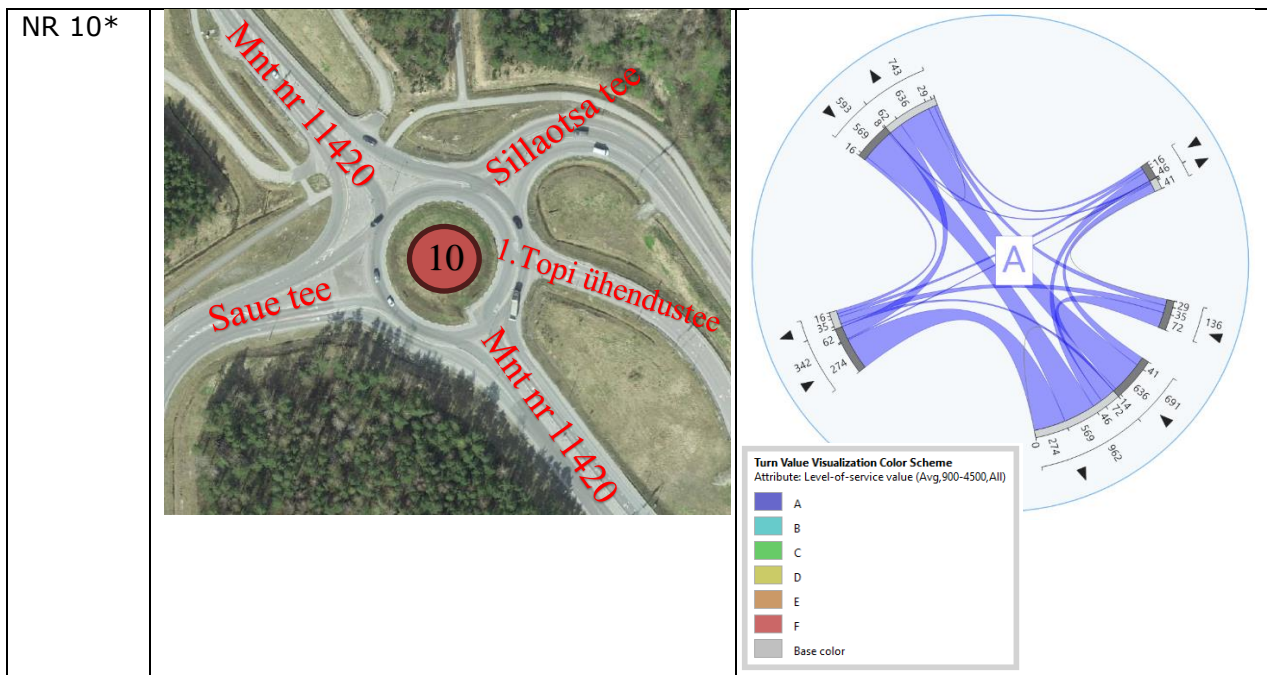 NR 10*
Mnt nr 11420
Sillaotsa tee
10
1.Topi ühendustee
Saue tee
Mnt nr 11420
743
593
636
29
62
8
569
16
16
46
41
A
29
35
72
136
16
35
62
274
342
41
636
691
14
72
46
569
962
274
0
Turn Value Visualization Color Scheme
Attribute: Level-of-service value (Avg,900-4500,All)
A
B
C
D
E
F
Base color